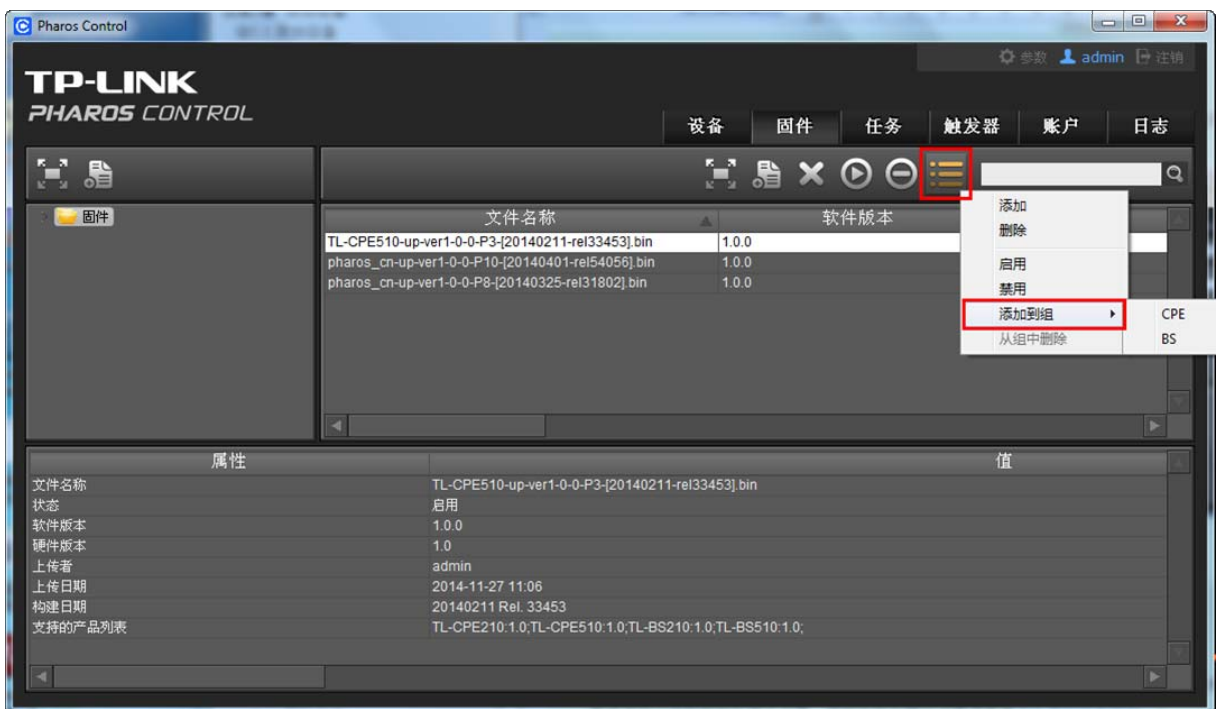 Pharos Control
参数 admin 注销
TP-LINK
PHAROS CONTROL
设备 固件 任务 触发器 账户 日志
固件
文件名称 软件版本
TL-CPE510-up-ver1-0-0-P3-[20140211-rel33453].bin 1.0.0
pharos_cn-up-ver1-0-0-P10-[20140401-rel54056].bin 1.0.0
pharos_cn-up-ver1-0-0-P8-[20140325-rel31802].bin 1.0.0
添加
删除
启用
禁用
添加到组 CPE
从组中删除 BS
属性 值
文件名称 TL-CPE510-up-ver1-0-0-P3-[20140211-rel33453].bin
状态 启用
软件版本 1.0.0
硬件版本 1.0
上传者 admin
上传日期 2014-11-27 11:06
构建日期 20140211 Rel. 33453
支持的产品列表 TL-CPE210:1.0;TL-CPE510:1.0;TL-BS210:1.0;TL-BS510:1.0;